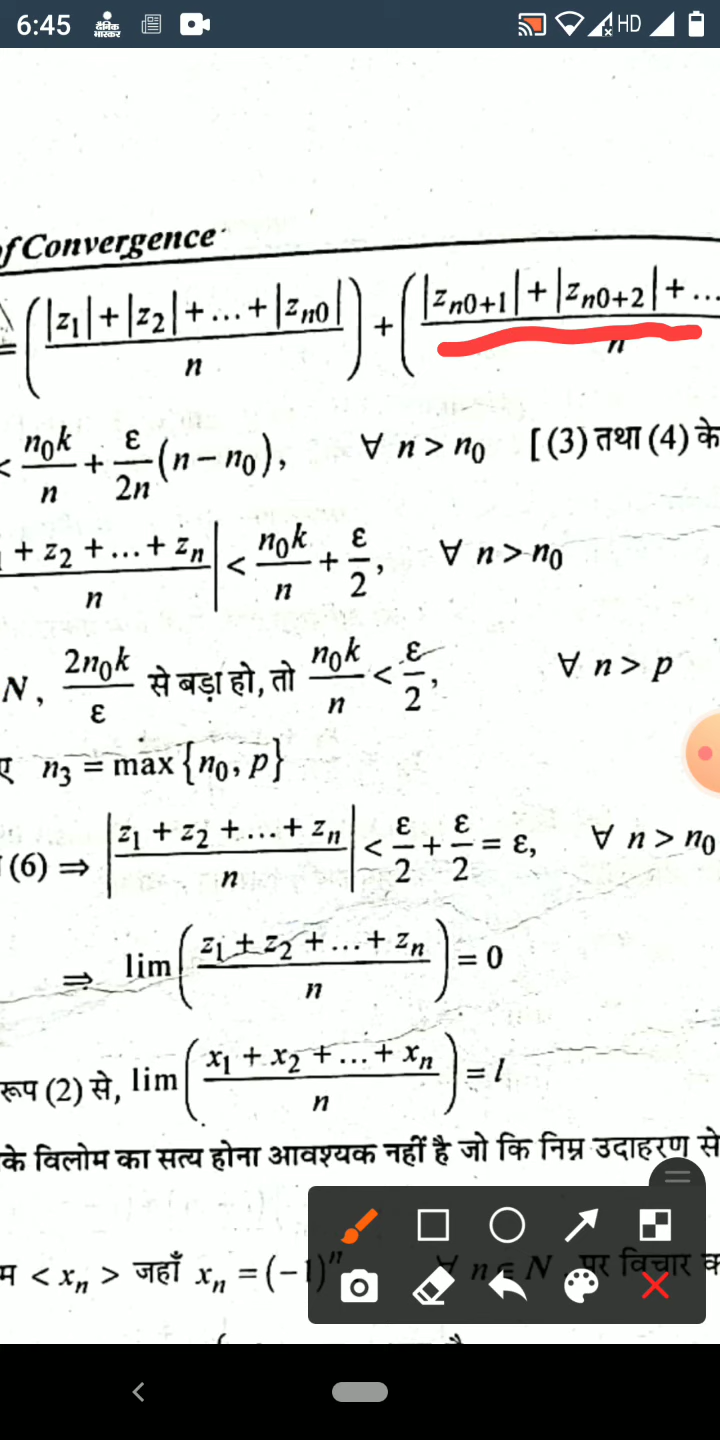 6:45 दैनिक भास्कर HD
of Convergence
= (|z₁| + |z₂| + ... + |zn0| / n) + (|zn0+1| + |zn0+2| + ... / n
< n₀k/n + ε/2n (n − n₀), ∀ n > n₀ [(3) तथा (4) के
+ z₂ + ... + zₙ / n| < n₀k/n + ε/2, ∀ n > n₀
N, 2n₀k/ε से बड़ा हो, तो n₀k/n < ε/2, ∀ n > p
n₃ = max {n₀, p}
(6) ⇒ |z₁ + z₂ + ... + zₙ / n| < ε/2 + ε/2 = ε, ∀ n > n₀
⇒ lim (z₁ + z₂ + ... + zₙ / n) = 0
रूप (2) से, lim (x₁ + x₂ + ... + xₙ / n) = l
के विलोम का सत्य होना आवश्यक नहीं है जो कि निम्न उदाहरण से
< xₙ > जहाँ xₙ = (−1)ⁿ ∀ n ∈ N पर विचार